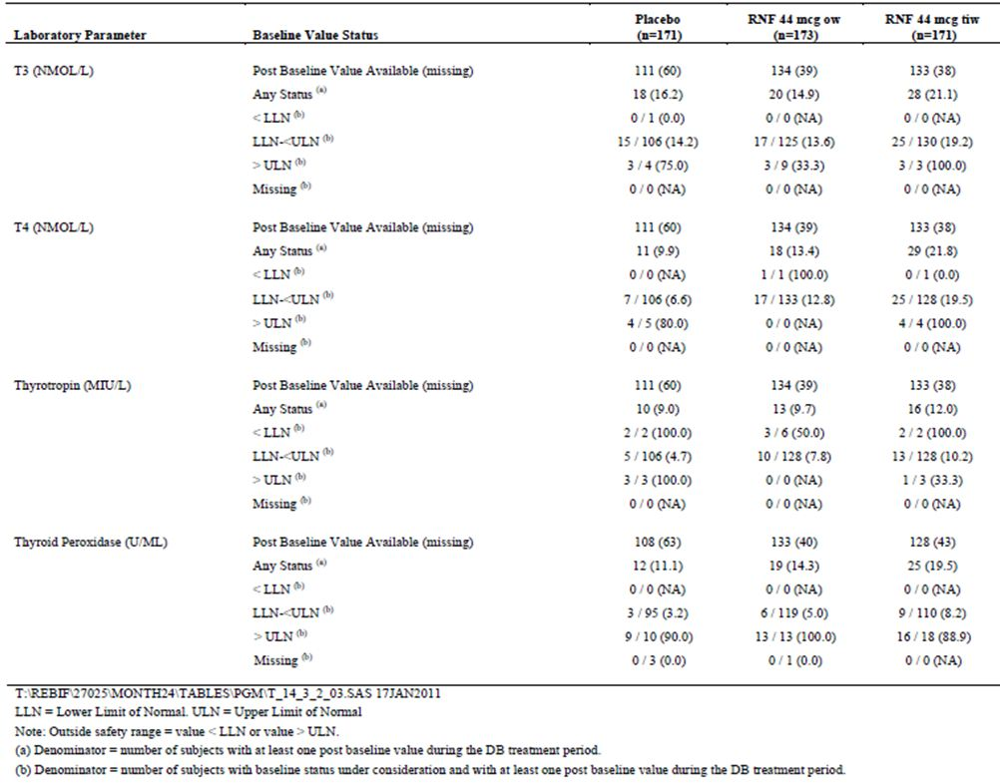 Placebo RNF 44 mcg ow RNF 44 mcg tiw
Laboratory Parameter Baseline Value Status (n=171) (n=173) (n=171)
T3 (NMOL/L) Post Baseline Value Available (missing) 111 (60) 134 (39) 133 (38)
Any Status (a) 18 (16.2) 20 (14.9) 28 (21.1)
< LLN (b) 0 / 1 (0.0) 0 / 0 (NA) 0 / 0 (NA)
LLN-<ULN (b) 15 / 106 (14.2) 17 / 125 (13.6) 25 / 130 (19.2)
> ULN (b) 3 / 4 (75.0) 3 / 9 (33.3) 3 / 3 (100.0)
Missing (b) 0 / 0 (NA) 0 / 0 (NA) 0 / 0 (NA)
T4 (NMOL/L) Post Baseline Value Available (missing) 111 (60) 134 (39) 133 (38)
Any Status (a) 11 (9.9) 18 (13.4) 29 (21.8)
< LLN (b) 0 / 0 (NA) 1 / 1 (100.0) 0 / 1 (0.0)
LLN-<ULN (b) 7 / 106 (6.6) 17 / 133 (12.8) 25 / 128 (19.5)
> ULN (b) 4 / 5 (80.0) 0 / 0 (NA) 4 / 4 (100.0)
Missing (b) 0 / 0 (NA) 0 / 0 (NA) 0 / 0 (NA)
Thyrotropin (MIU/L) Post Baseline Value Available (missing) 111 (60) 134 (39) 133 (38)
Any Status (a) 10 (9.0) 13 (9.7) 16 (12.0)
< LLN (b) 2 / 2 (100.0) 3 / 6 (50.0) 2 / 2 (100.0)
LLN-<ULN (b) 5 / 106 (4.7) 10 / 128 (7.8) 13 / 128 (10.2)
> ULN (b) 3 / 3 (100.0) 0 / 0 (NA) 1 / 3 (33.3)
Missing (b) 0 / 0 (NA) 0 / 0 (NA) 0 / 0 (NA)
Thyroid Peroxidase (U/ML) Post Baseline Value Available (missing) 108 (63) 133 (40) 128 (43)
Any Status (a) 12 (11.1) 19 (14.3) 25 (19.5)
< LLN (b) 0 / 0 (NA) 0 / 0 (NA) 0 / 0 (NA)
LLN-<ULN (b) 3 / 95 (3.2) 6 / 119 (5.0) 9 / 110 (8.2)
> ULN (b) 9 / 10 (90.0) 13 / 13 (100.0) 16 / 18 (88.9)
Missing (b) 0 / 3 (0.0) 0 / 1 (0.0) 0 / 0 (NA)
T:\REBIF\27025\MONTH24\TABLES\PGM\T_14_3_2_03.SAS 17JAN2011
LLN = Lower Limit of Normal. ULN = Upper Limit of Normal
Note: Outside safety range = value < LLN or value > ULN.
(a) Denominator = number of subjects with at least one post baseline value during the DB treatment period.
(b) Denominator = number of subjects with baseline status under consideration and with at least one post baseline value during the DB treatment period.